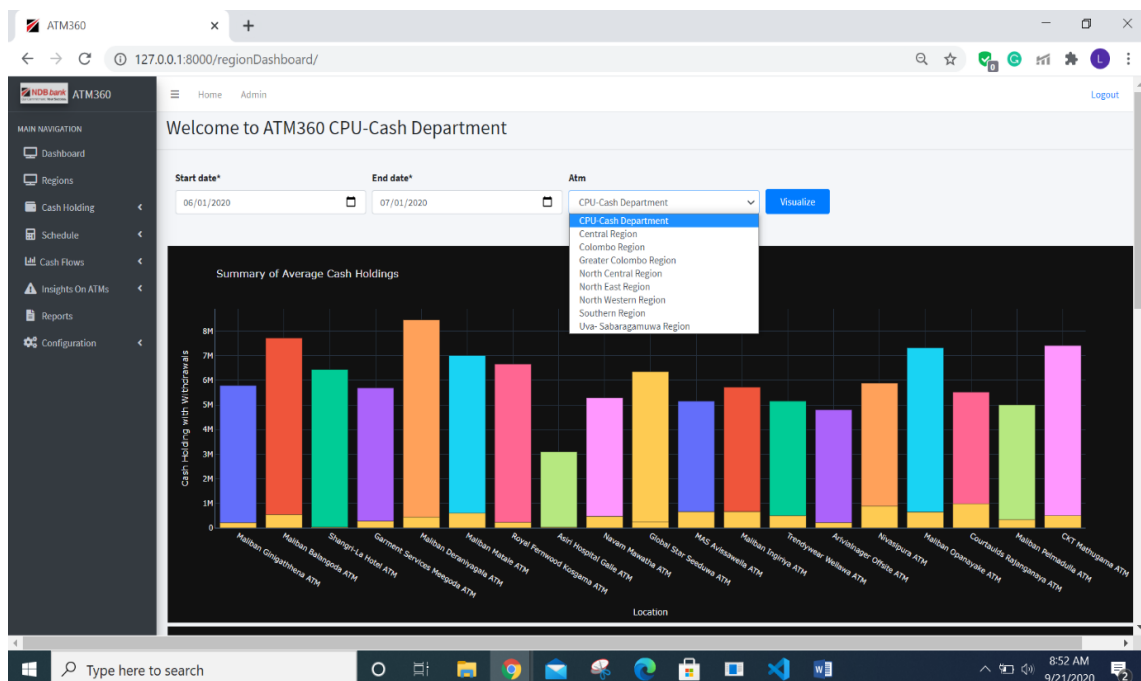 ATM360
127.0.0.1:8000/regionDashboard/
0
L
NDB bank ATM360
Home Admin
Logout
MAIN NAVIGATION
Dashboard
Regions
Cash Holding
Schedule
Cash Flows
Insights On ATMs
Reports
Configuration
Welcome to ATM360 CPU-Cash Department
Start date* End date* Atm
06/01/2020 07/01/2020 CPU-Cash Department Visualize
CPU-Cash Department
Central Region
Colombo Region
Greater Colombo Region
North Central Region
North East Region
North Western Region
Southern Region
Uva- Sabaragamuwa Region
Summary of Average Cash Holdings
Cash Holding with Withdrawals
8M
7M
6M
5M
4M
3M
2M
1M
0
Maliban Ginigathhena ATM
Maliban Balangoda ATM
Shangri-La Hotel ATM
Garment Services Meegoda ATM
Maliban Deraniyagala ATM
Maliban Matale ATM
Royal Fernwood Kosgama ATM
Asiri Hospital Galle ATM
Navam Mawatha ATM
Global Star Seeduwa ATM
MAS Avissawella ATM
Maliban Ingiriya ATM
Trendywear Wellawa ATM
Ariviainager Offsite ATM
Nivasipura ATM
Maliban Opanayake ATM
Courtaulds Rajanganaya ATM
Maliban Pelmadulla ATM
CKT Mathugama ATM
Location
Type here to search
8:52 AM
9/21/2020
2